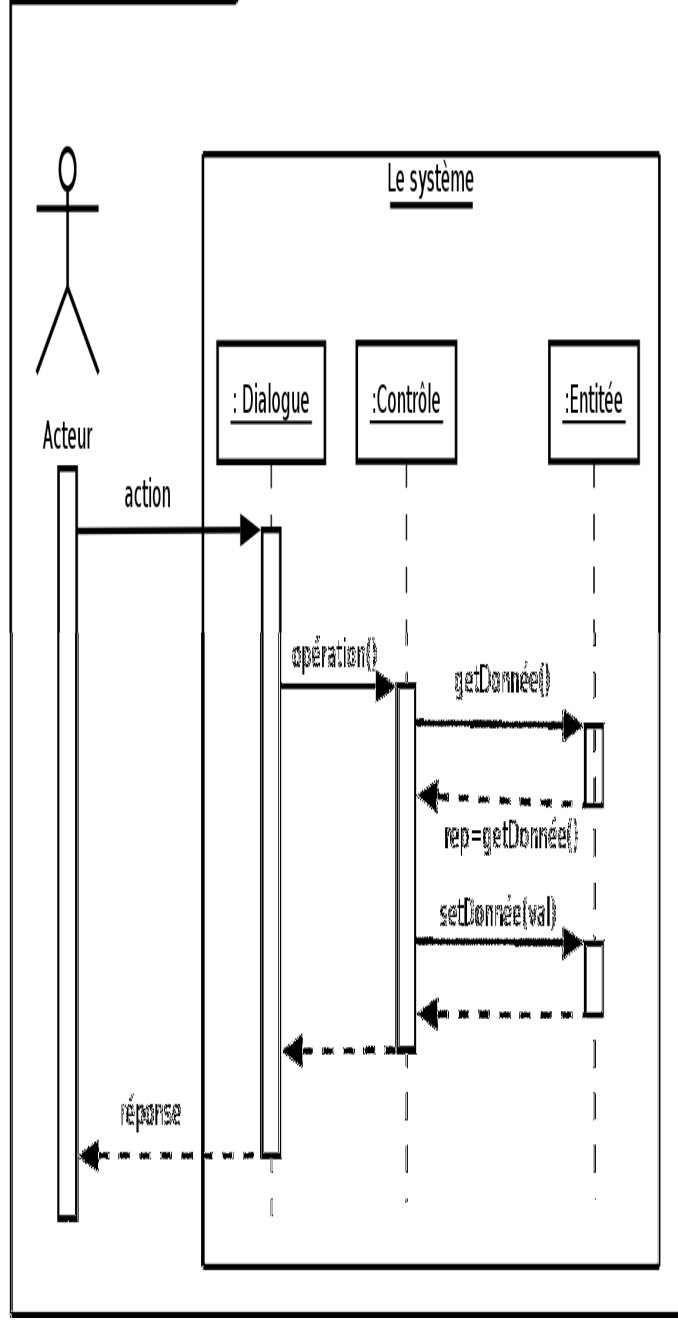 Le système
: Dialogue
:Contrôle
:Entitée
Acteur
action
opération()
getDonnée()
rep=getDonnée()
setDonnée(val)
réponse